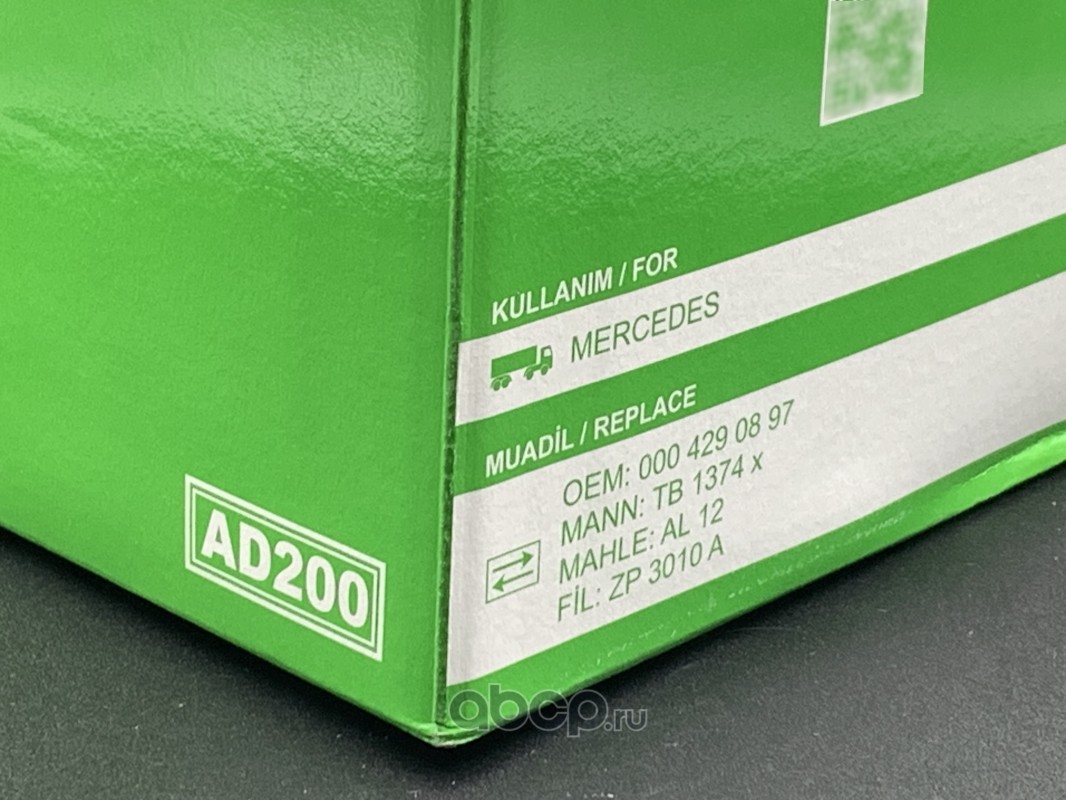 KULLANIM / FOR
MERCEDES
MUADİL / REPLACE
OEM: 000 429 08 97
MANN: TB 1374 x
MAHLE: AL 12
FİL: ZP 3010 A
AD200
abcp.ru